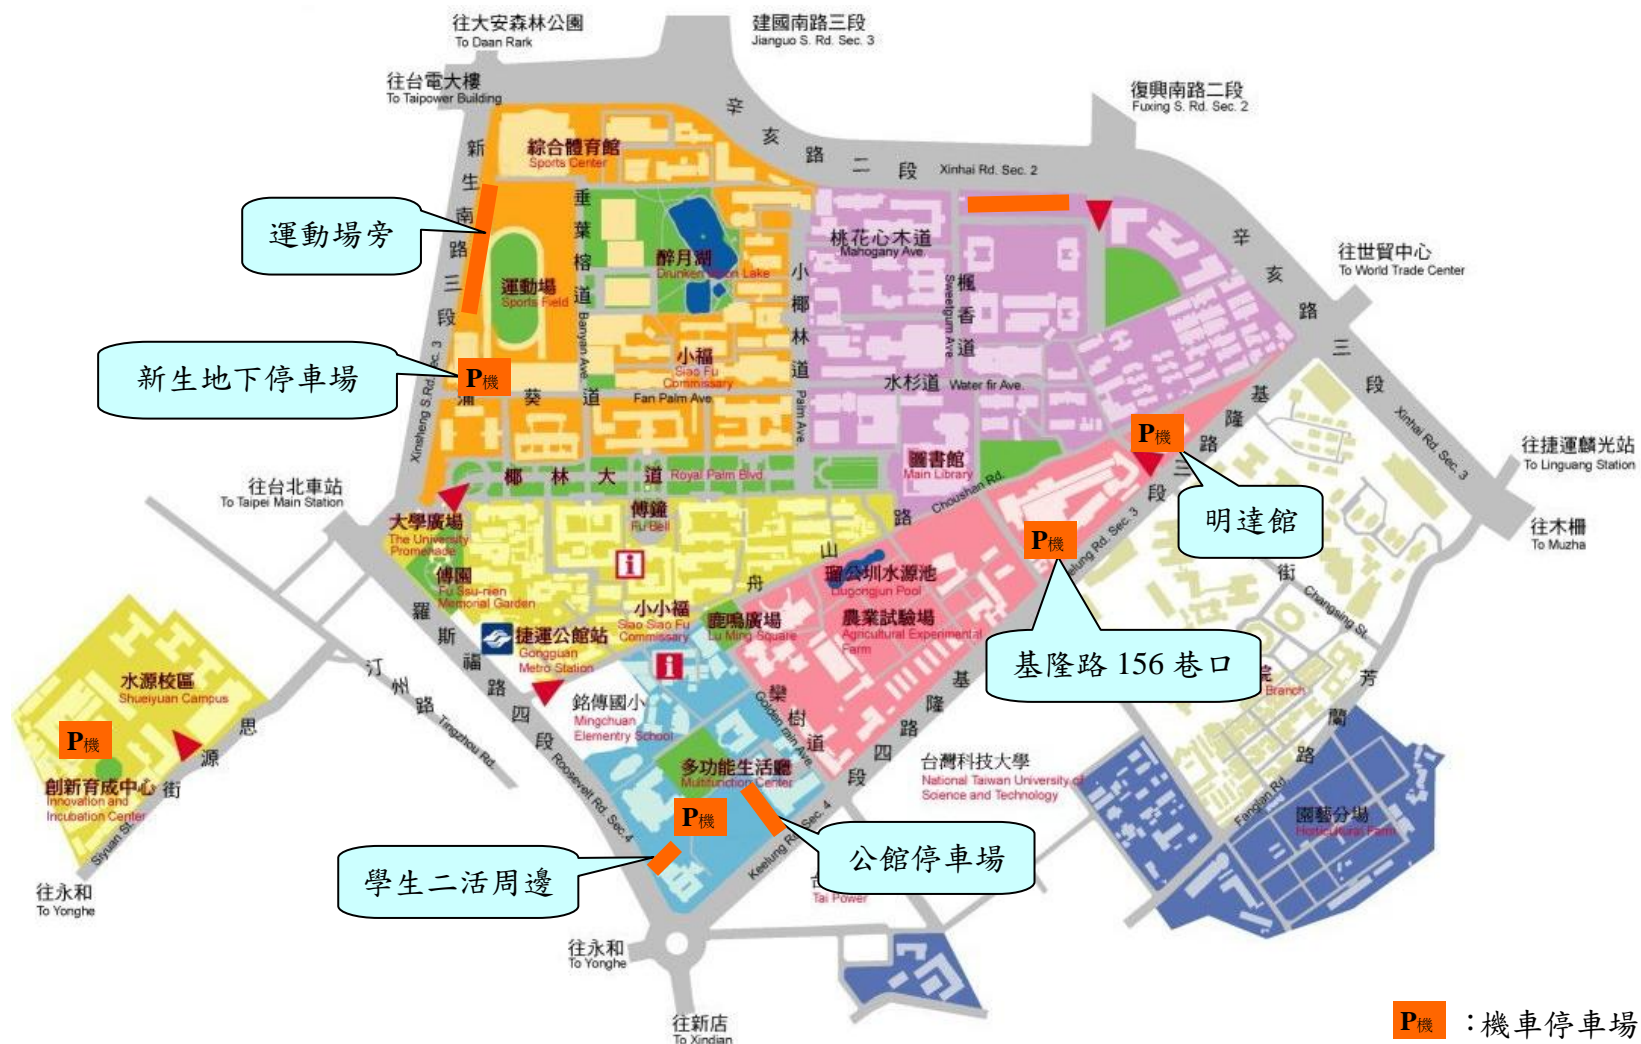 往大安森林公園
To Daan Rark
建國南路三段
Jianguo S. Rd. Sec. 3
往台電大樓
To Taipower Building
復興南路二段
Fuxing S. Rd. Sec. 2
辛亥路二段
Xinhai Rd. Sec. 2
綜合體育館
Sports Center
新生南路三段
Xinsheng S.Rd. Sec. 3
運動場旁
垂葉榕道
Banyan Ave.
醉月湖
Drunken Moon Lake
運動場
Sports Field
小椰林道
Palm Ave.
桃花心木道
Mahogany Ave.
楓香道
Sweetgum Ave.
辛亥路三段
Xinhai Rd. Sec. 3
往世貿中心
To World Trade Center
新生地下停車場
P機
小福
Siao Fu
Commissary
蒲葵道
Fan Palm Ave.
水杉道
Water fir Ave.
基隆路三段
Keelung Rd. Sec. 3
P機
明達館
往捷運麟光站
To Linguang Station
往木柵
To Muzha
圖書館
Main Library
椰林大道
Royal Palm Blvd.
往台北車站
To Taipei Main Station
大學廣場
The University
Promenade
傅鐘
Fu Bell
舟山路
Choushan Rd.
P機
基隆路 156 巷口
傅園
Fu Ssu-nien
Memorial Garden
瑠公圳水源池
Liugongjun Pool
街
Changsing St.
羅斯福路四段
Roosevelt Rd. Sec.4
捷運公館站
Gongguan
Metro Station
小小福
Siao Siao Fu
Commissary
鹿鳴廣場
Lu Ming Square
農業試驗場
Agricultural Experimental
Farm
院
Branch
芳蘭路
Fanglan Rd.
水源校區
Shueiyuan Campus
汀州路
Tingzhou Rd.
銘傳國小
Mingchuan
Elementry School
欒樹道
Golden rain Ave.
基隆路四段
Keelung Rd. Sec. 4
P機
創新育成中心
Innovation and
Incubation Center
思源街
Siyuan St.
多功能生活廳
Multifunction Center
台灣科技大學
National Taiwan University of
Science and Technology
園藝分場
Horticultural Farm
P機
學生二活周邊
公館停車場
Tai Power
往永和
To Yonghe
往永和
To Yonghe
往新店
To Xindian
P機：機車停車場